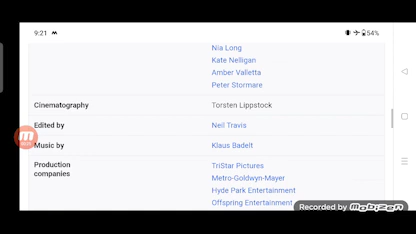 9:21
54%
Nia Long
Kate Nelligan
Amber Valletta
Peter Stormare
Cinematography Torsten Lippstock
Edited by Neil Travis
Music by Klaus Badelt
Production companies TriStar Pictures
Metro-Goldwyn-Mayer
Hyde Park Entertainment
Offspring Entertainment
Recorded by Mobizen